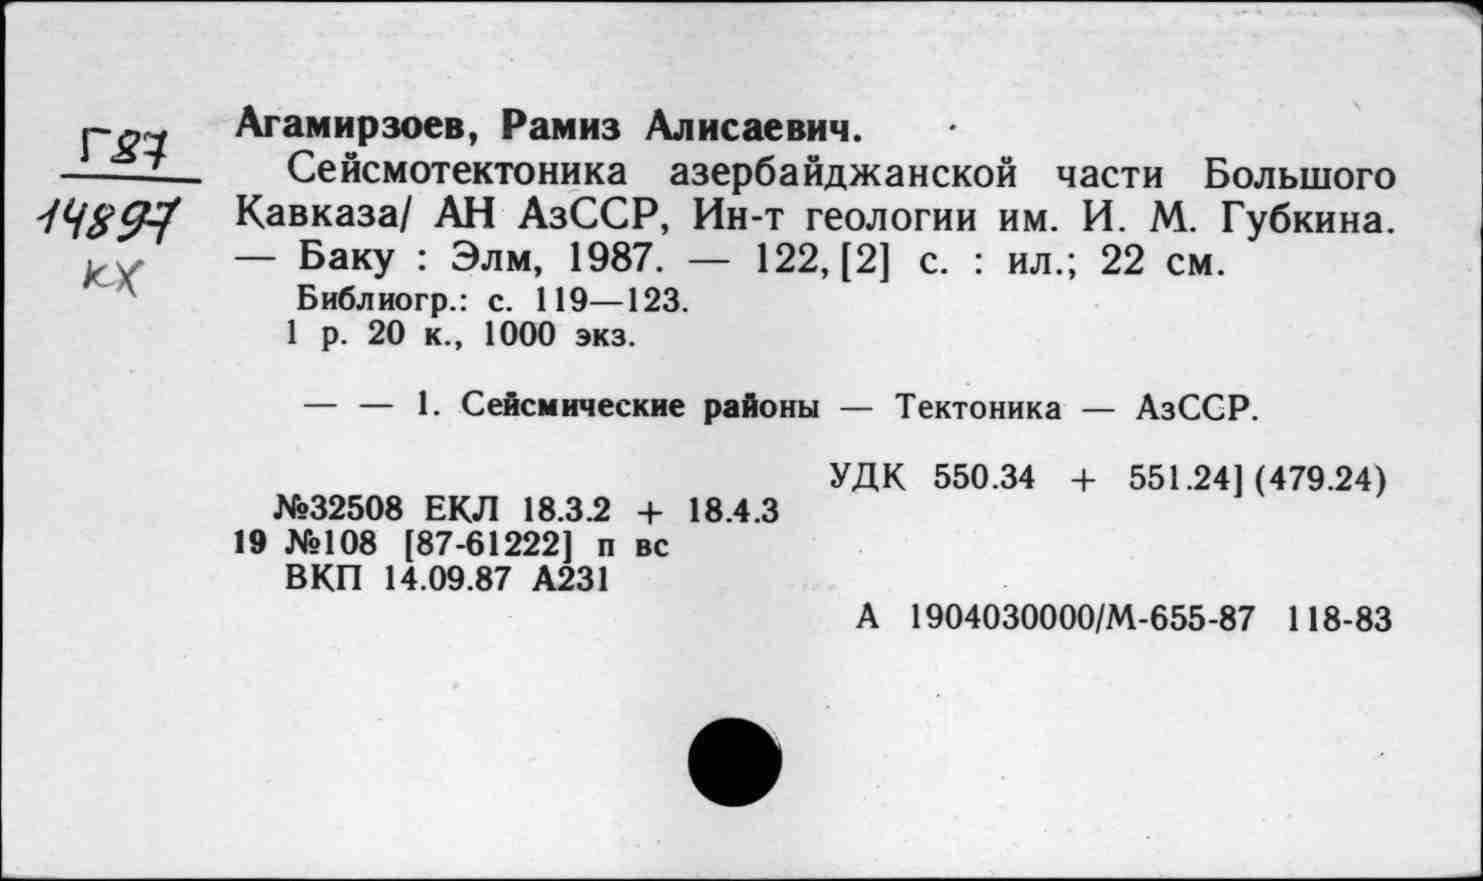 Г87
14897
кх
Агамирзоев, Рамиз Алисаевич.
Сейсмотектоника азербайджанской части Большого
Кавказа/ АН АзССР, Ин-т геологии им. И. М. Губкина.
— Баку : Элм, 1987. — 122, [2] с. : ил.; 22 см.
Библиогр.: с. 119—123.
1 р. 20 к., 1000 экз.
— — 1. Сейсмические районы — Тектоника — АзССР.
УДК 550.34 + 551.24] (479.24)
№32508 ЕКЛ 18.3.2 + 18.4.3
19 №108 [87-61222] п вс
ВКП 14.09.87 А231
А 1904030000/М-655-87 118-83